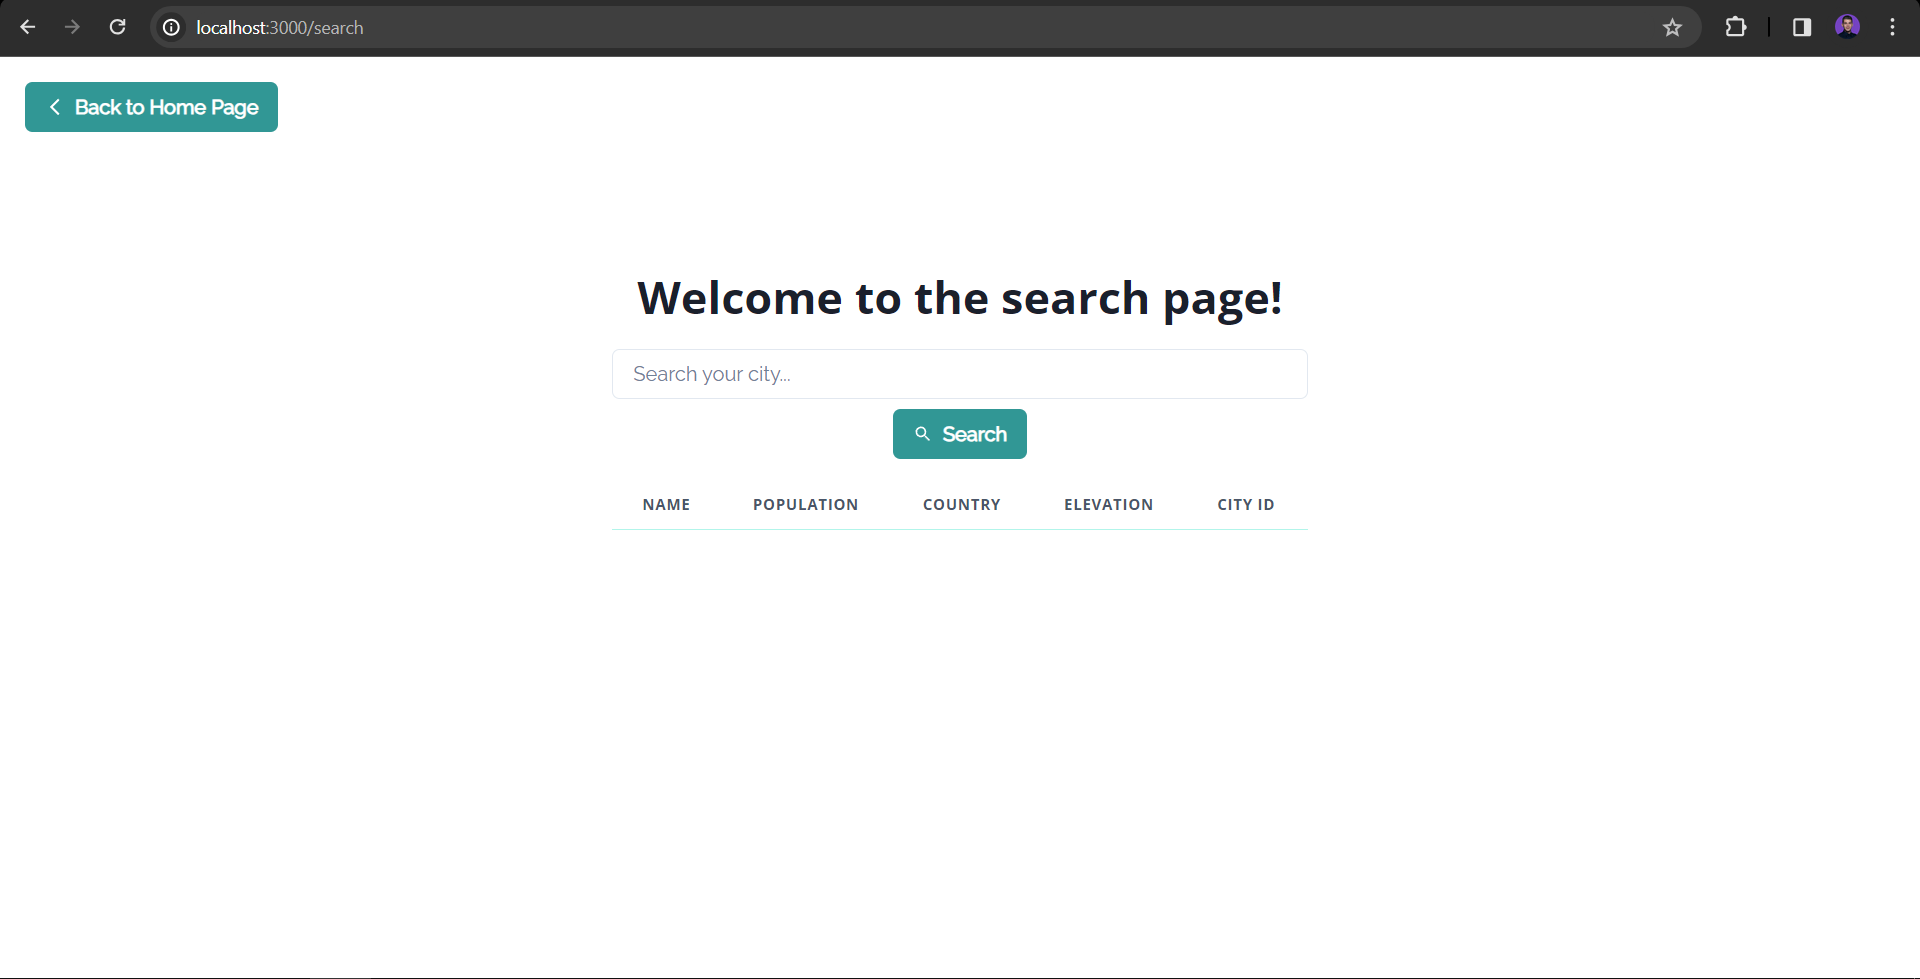 localhost:3000/search
Back to Home Page
Welcome to the search page!
Search your city...
Search
NAME POPULATION COUNTRY ELEVATION CITY ID